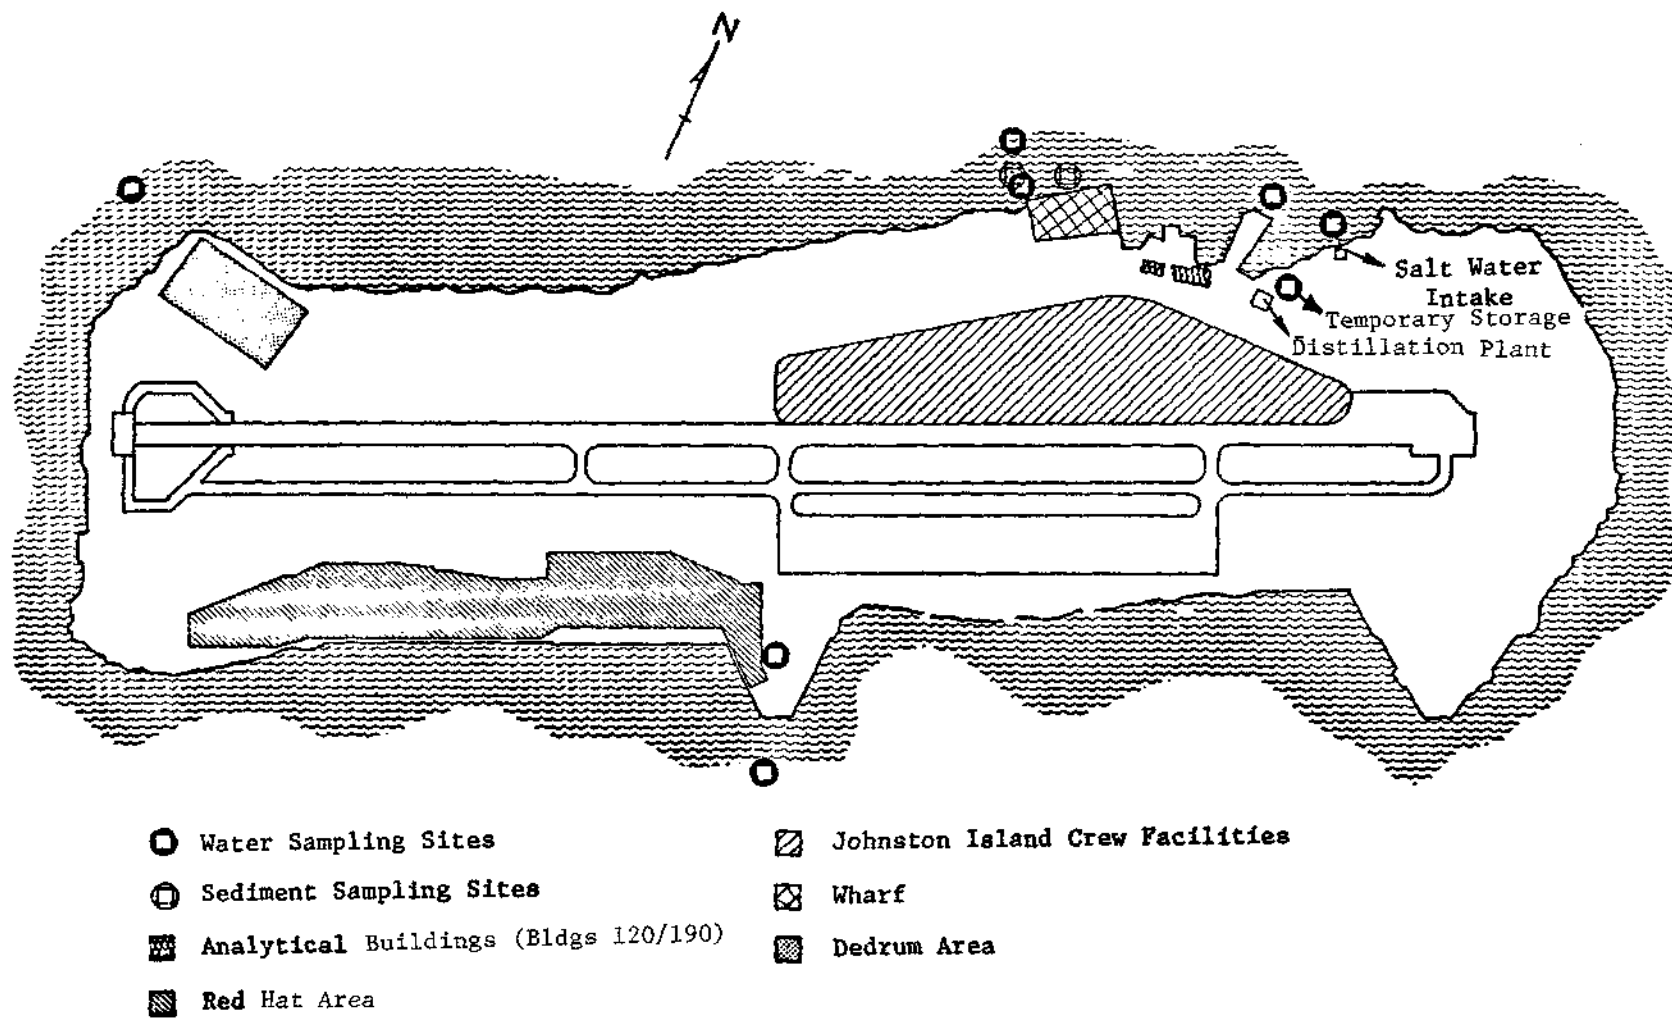 N
Salt Water
Intake
Temporary Storage
Distillation Plant
Water Sampling Sites
Sediment Sampling Sites
Analytical Buildings (Bldgs 120/190)
Red Hat Area
Johnston Island Crew Facilities
Wharf
Dedrum Area